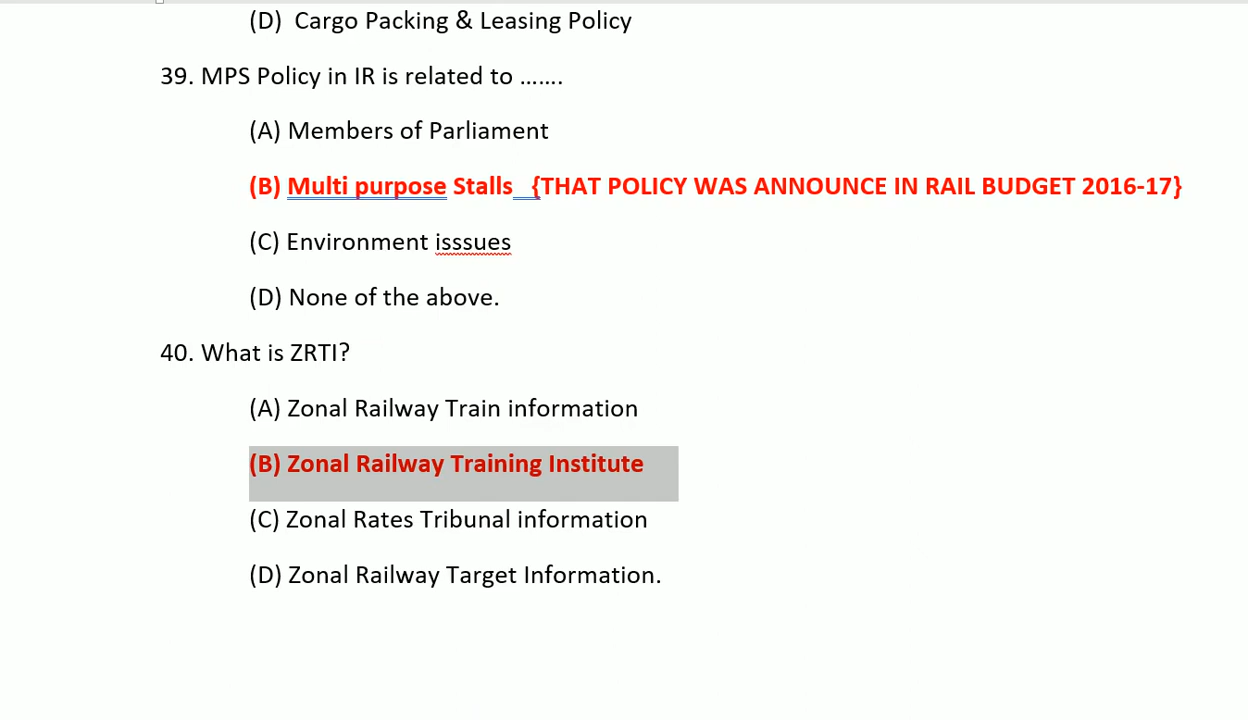 (D) Cargo Packing & Leasing Policy
39. MPS Policy in IR is related to .......
(A) Members of Parliament
(B) Multi purpose Stalls {THAT POLICY WAS ANNOUNCE IN RAIL BUDGET 2016-17}
(C) Environment isssues
(D) None of the above.
40. What is ZRTI?
(A) Zonal Railway Train information
(B) Zonal Railway Training Institute
(C) Zonal Rates Tribunal information
(D) Zonal Railway Target Information.